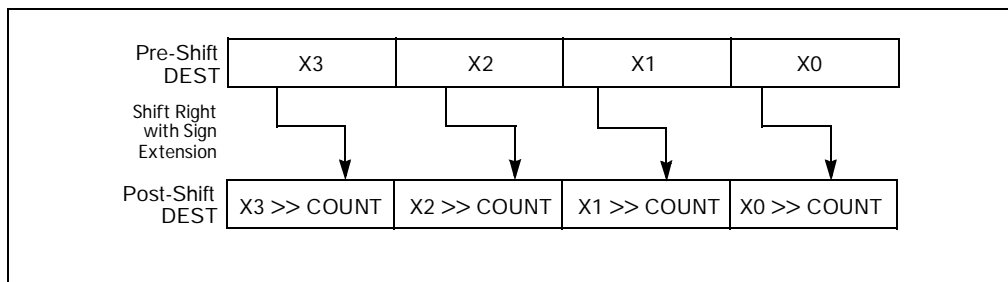 Pre-Shift
DEST
X3 X2 X1 X0
Shift Right
with Sign
Extension
Post-Shift
DEST
X3 >> COUNT X2 >> COUNT X1 >> COUNT X0 >> COUNT